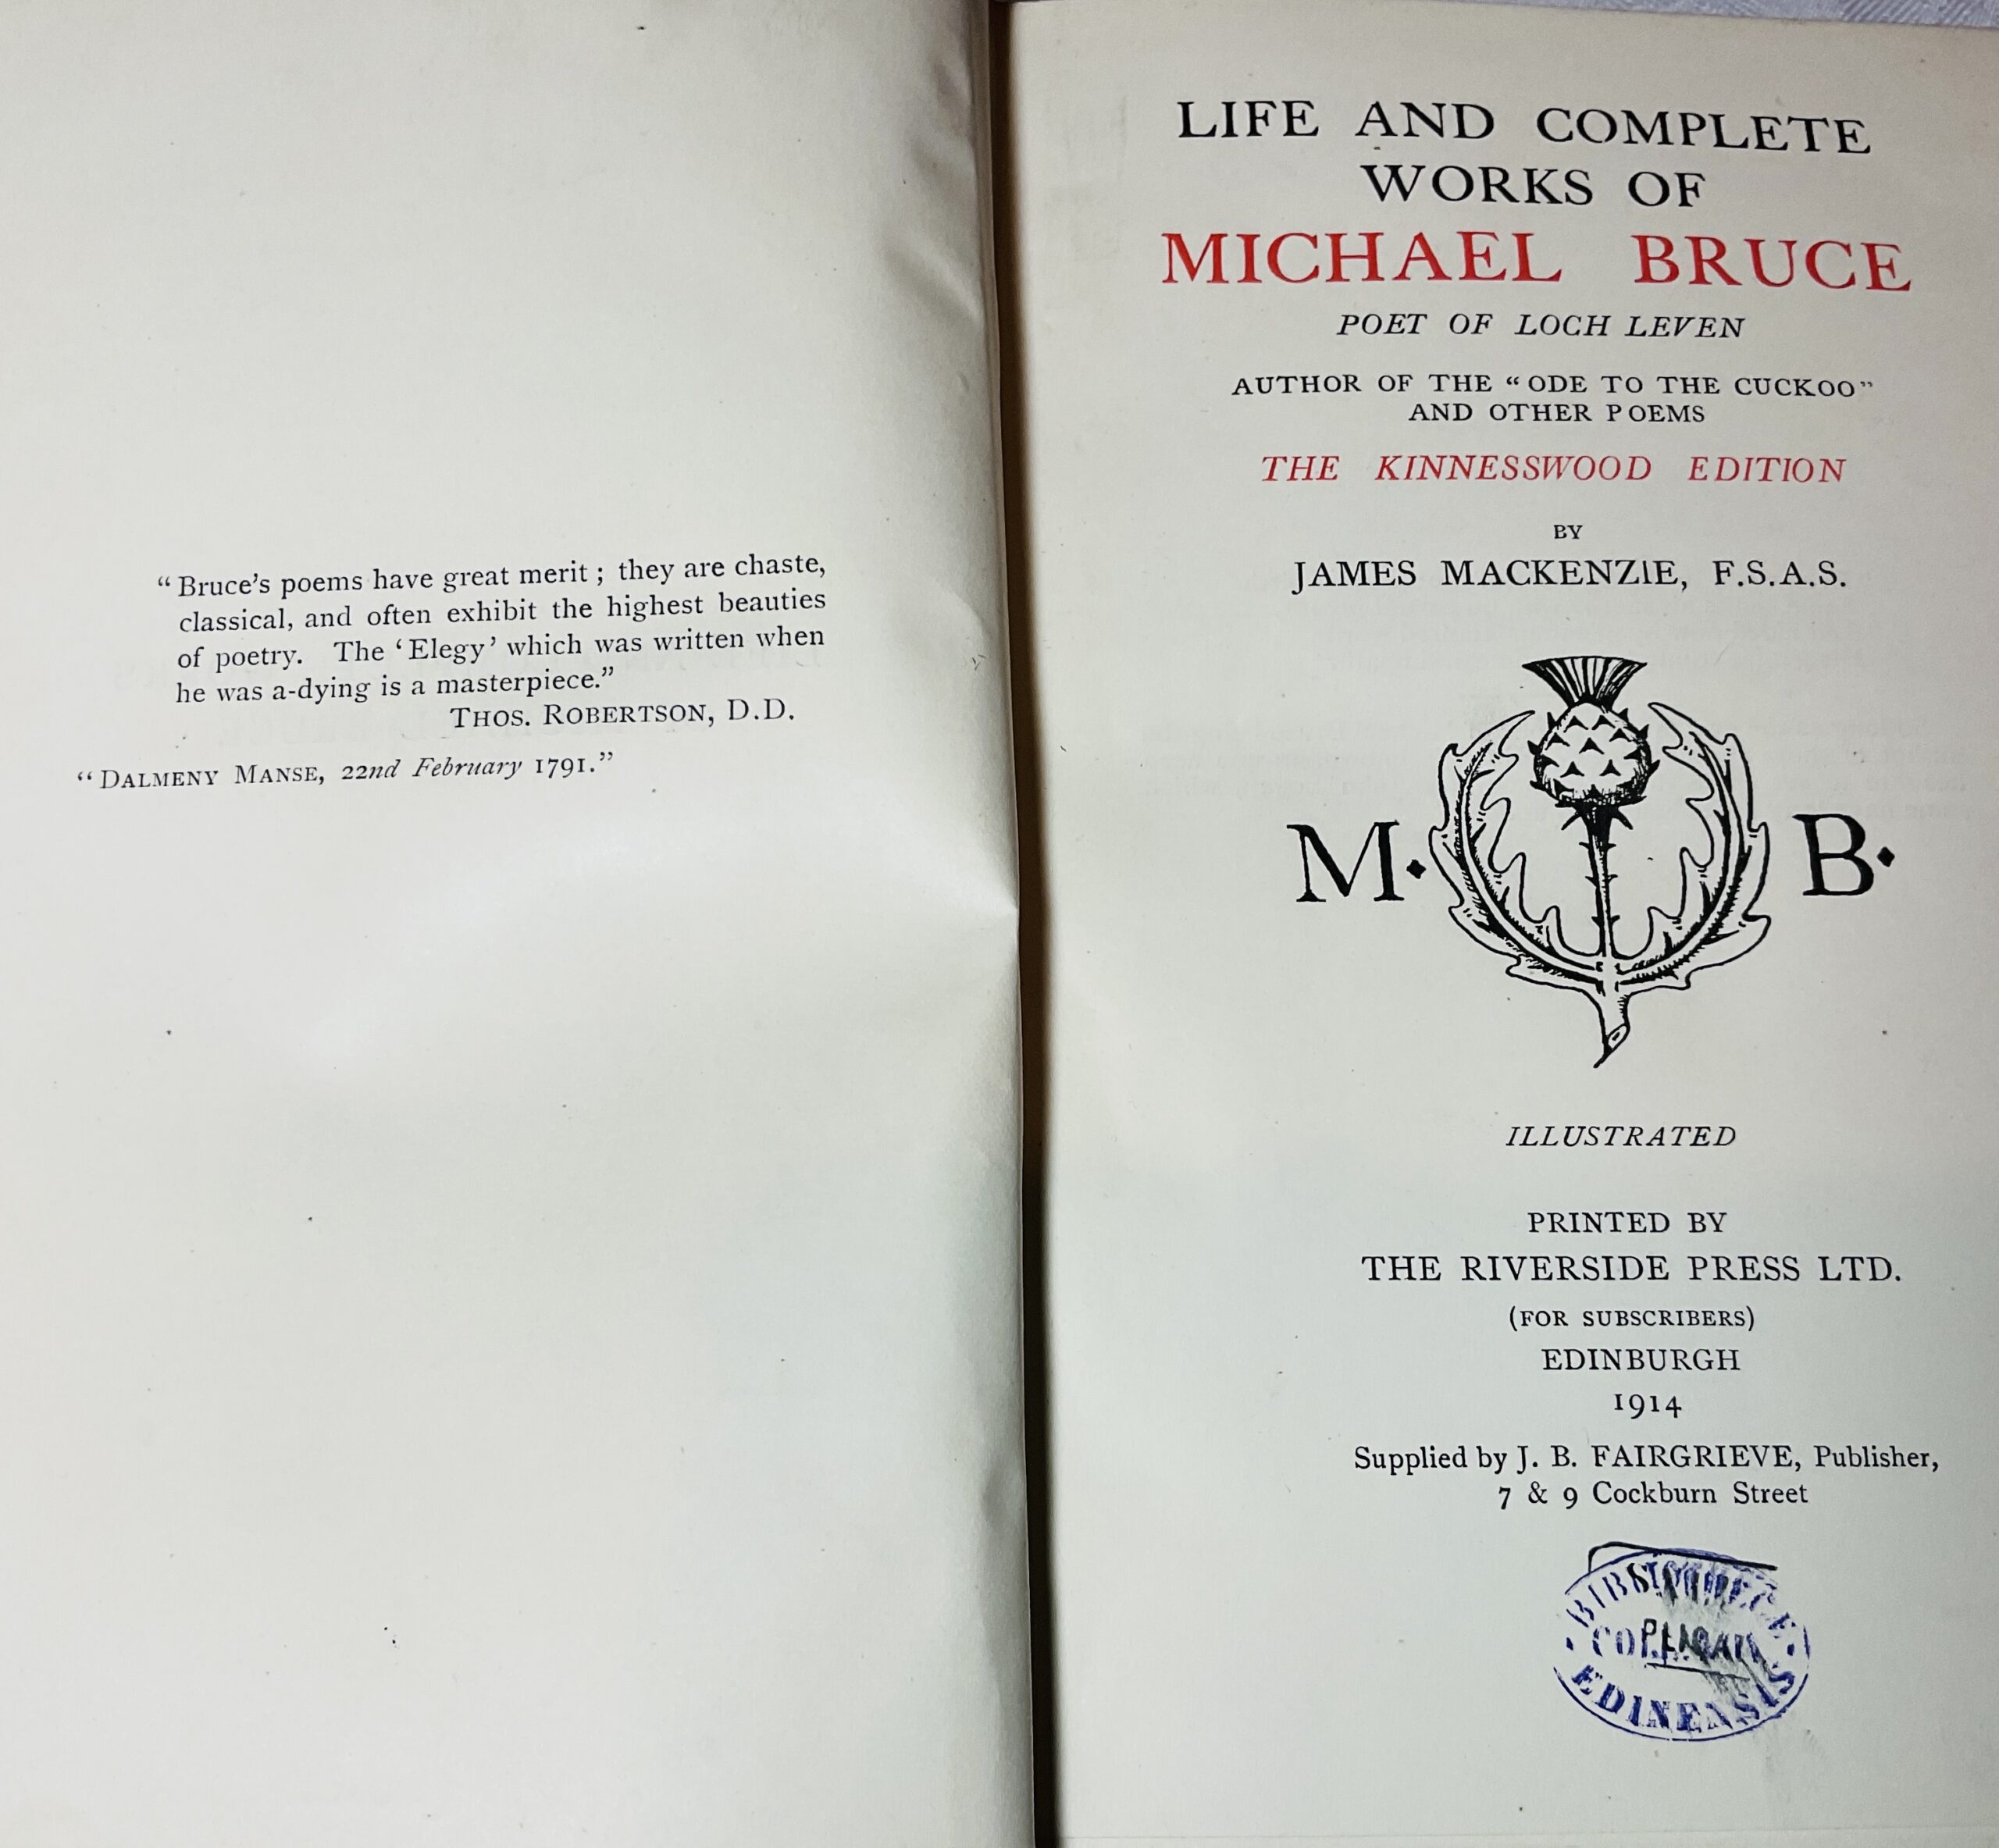 “Bruce’s poems have great merit; they are chaste,
classical, and often exhibit the highest beauties
of poetry. The ‘Elegy’ which was written when
he was a-dying is a masterpiece.”
THOS. ROBERTSON, D.D.
“DALMENY MANSE, 22nd February 1791.”
LIFE AND COMPLETE
WORKS OF
MICHAEL BRUCE
POET OF LOCH LEVEN
AUTHOR OF THE “ODE TO THE CUCKOO”
AND OTHER POEMS
THE KINNESSWOOD EDITION
BY
JAMES MACKENZIE, F.S.A.S.
M· B·
ILLUSTRATED
PRINTED BY
THE RIVERSIDE PRESS LTD.
(FOR SUBSCRIBERS)
EDINBURGH
1914
Supplied by J. B. FAIRGRIEVE, Publisher,
7 & 9 Cockburn Street
EDINENSIS